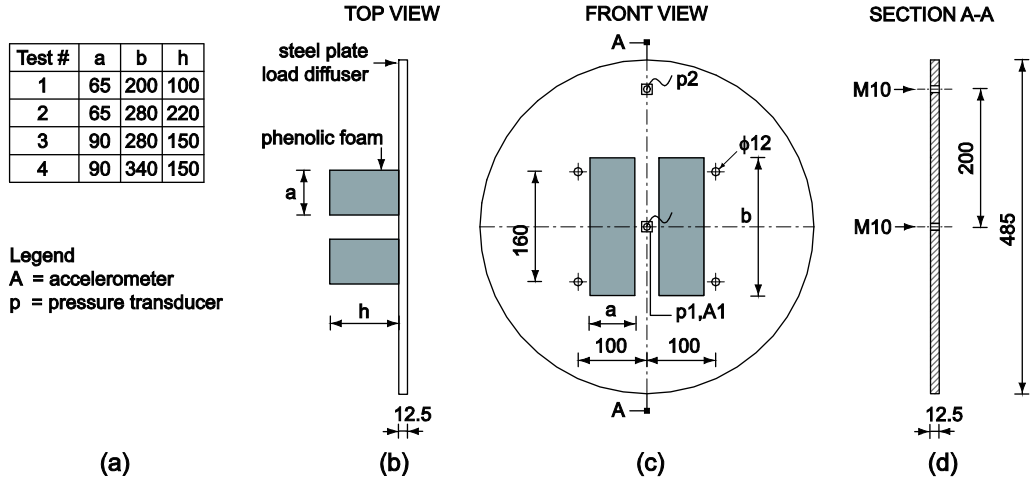 TOP VIEW
FRONT VIEW
SECTION A-A
Test # a b h
1 65 200 100
2 65 280 220
3 90 280 150
4 90 340 150
Legend
A = accelerometer
p = pressure transducer
(a)
steel plate
load diffuser
phenolic foam
a
h
12.5
(b)
A
p2
ϕ12
160
b
a
p1,A1
100 100
A
(c)
M10
M10
200
485
12.5
(d)